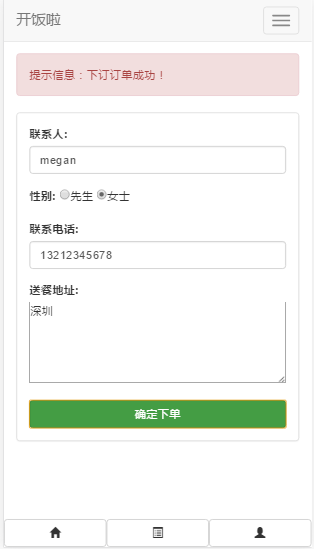 开饭啦
提示信息：下订订单成功！
联系人:
megan
性别: 先生 女士
联系电话:
13212345678
送餐地址:
深圳
确定下单